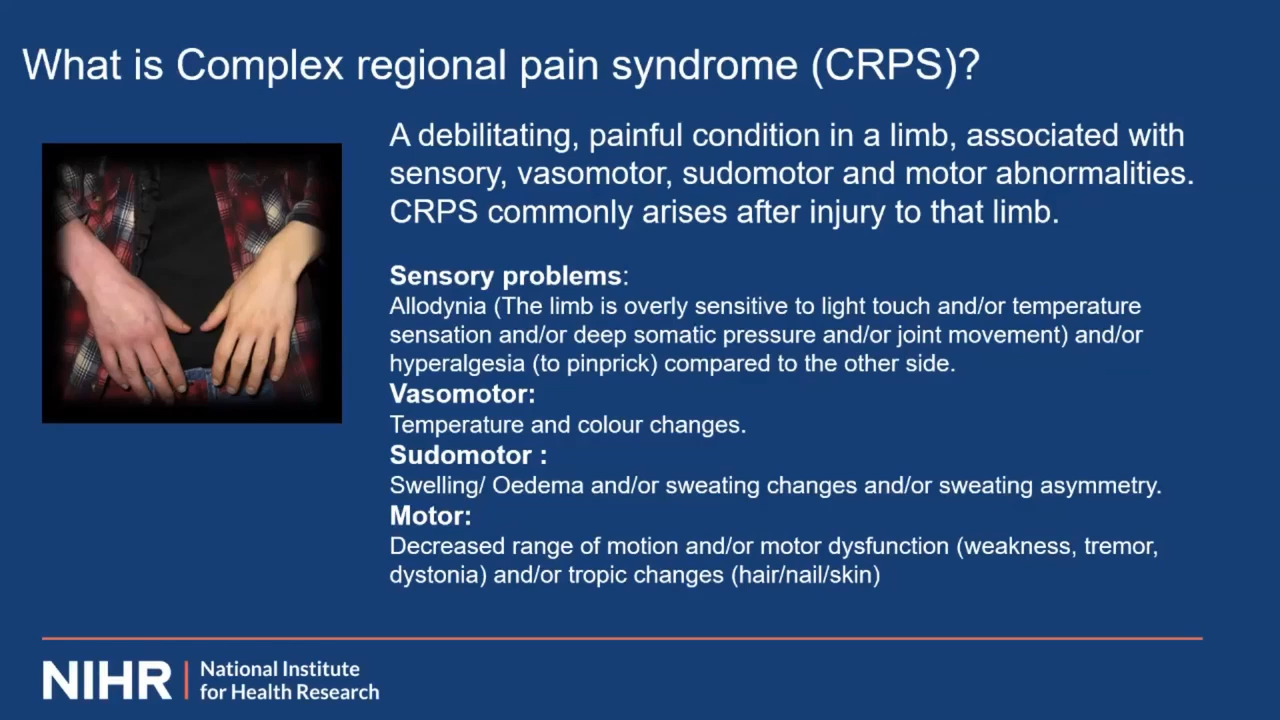 What is Complex regional pain syndrome (CRPS)?
A debilitating, painful condition in a limb, associated with
sensory, vasomotor, sudomotor and motor abnormalities.
CRPS commonly arises after injury to that limb.
Sensory problems:
Allodynia (The limb is overly sensitive to light touch and/or temperature
sensation and/or deep somatic pressure and/or joint movement) and/or
hyperalgesia (to pinprick) compared to the other side.
Vasomotor:
Temperature and colour changes.
Sudomotor :
Swelling/ Oedema and/or sweating changes and/or sweating asymmetry.
Motor:
Decreased range of motion and/or motor dysfunction (weakness, tremor,
dystonia) and/or tropic changes (hair/nail/skin)
NIHR
National Institute
for Health Research